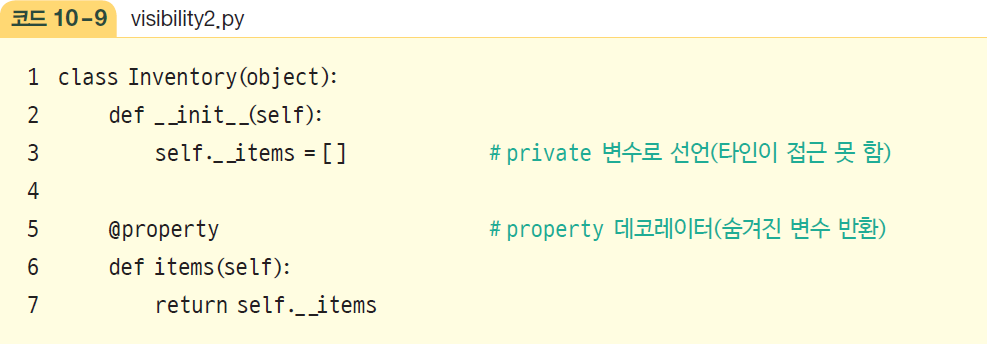 코드 10-9 visibility2.py
1 class Inventory(object):
2     def __init__(self):
3         self.__items = [] # private 변수로 선언(타인이 접근 못 함)
4
5     @property # property 데코레이터(숨겨진 변수 반환)
6     def items(self):
7         return self.__items